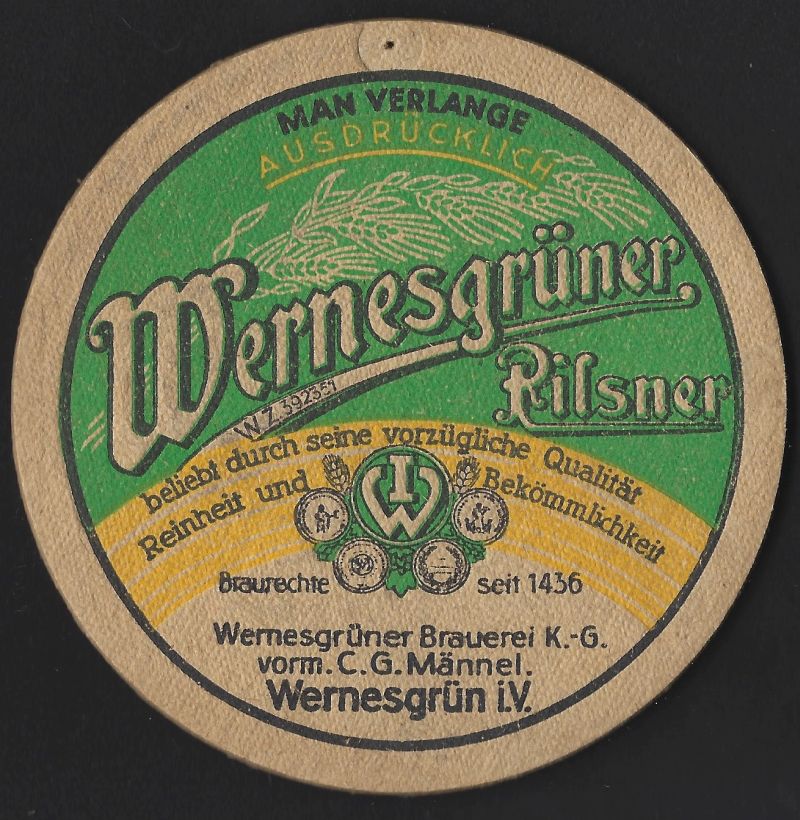 MAN VERLANGE
AUSDRÜCKLICH
Wernesgrüner
Pilsner
W.Z. 392351
beliebt durch seine vorzügliche Qualität
Reinheit und Bekömmlichkeit
W
Braurechte seit 1436
Wernesgrüner Brauerei K.-G.
vorm. C. G. Männel.
Wernesgrün i.V.